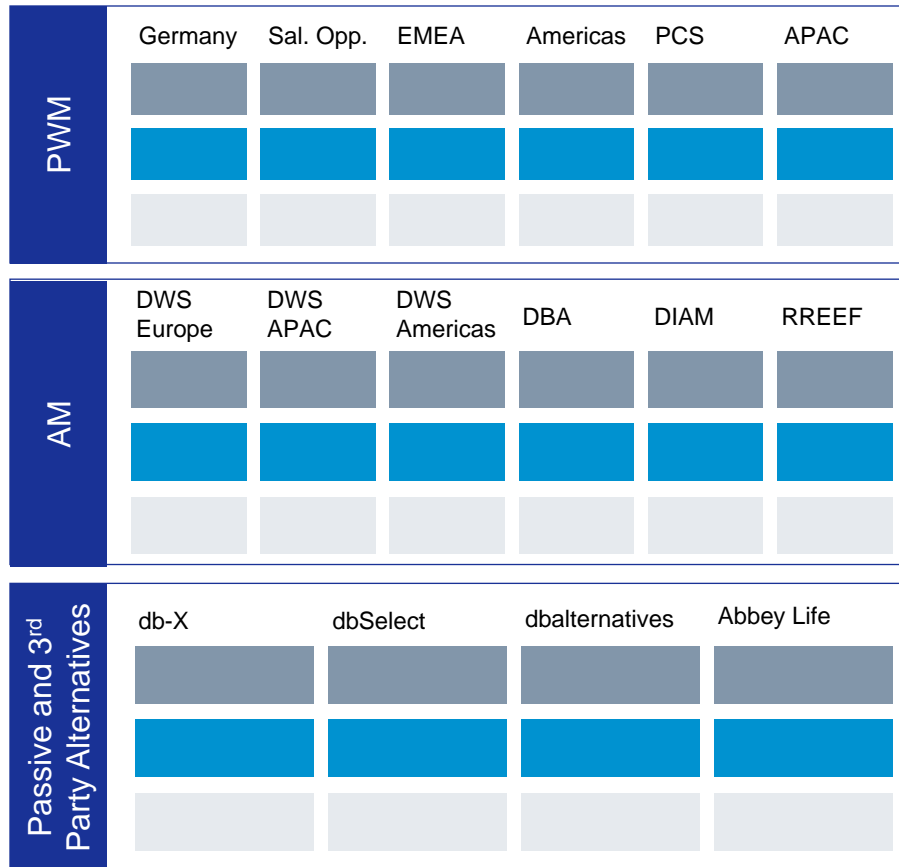 PWM
Germany Sal. Opp. EMEA Americas PCS APAC
AM
DWS Europe
DWS APAC
DWS Americas
DBA
DIAM
RREEF
Passive and 3rd
Party Alternatives
db-X dbSelect dbalternatives Abbey Life